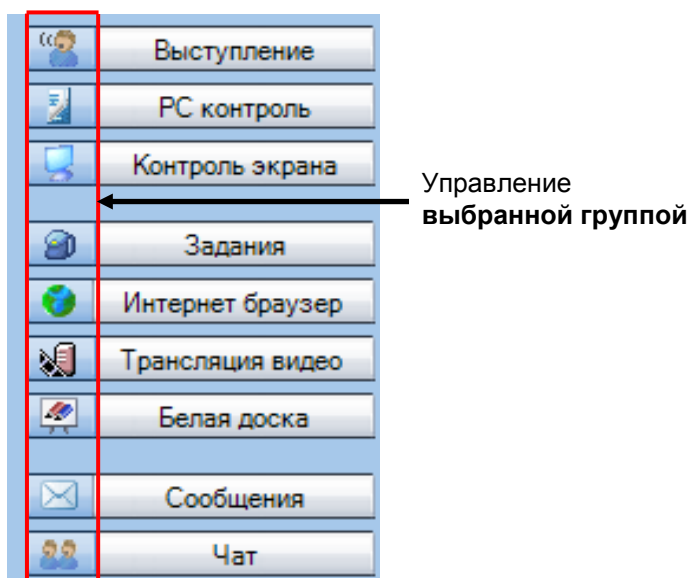 Выступление
PC контроль
Контроль экрана
Управление
выбранной группой
Задания
Интернет браузер
Трансляция видео
Белая доска
Сообщения
Чат